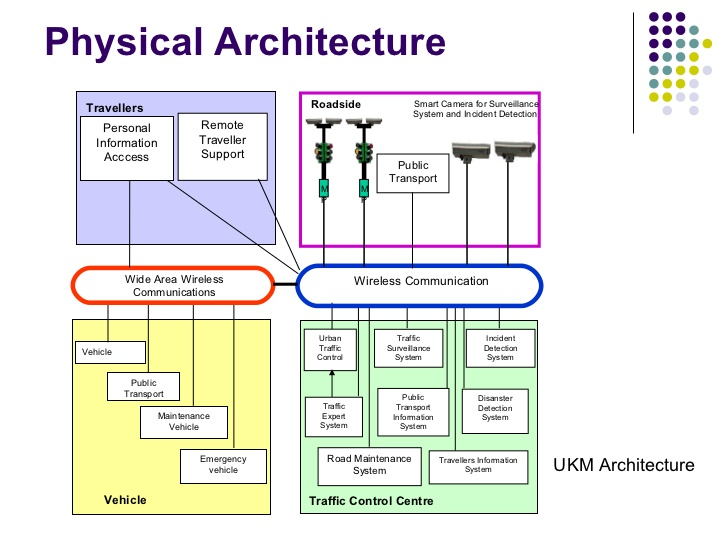 Physical Architecture
Travellers
Personal
Information
Acccess
Remote
Traveller
Support
Roadside
Smart Camera for Surveillance
System and Incident Detection
Public
Transport
M
M
Wide Area Wireless
Communications
Wireless Communication
Vehicle
Public
Transport
Maintenance
Vehicle
Emergency
vehicle
Vehicle
Urban
Traffic
Control
Traffic
Surveillance
System
Incident
Detection
System
Traffic
Expert
System
Public
Transport
Information
System
Disanster
Detection
System
Road Maintenance
System
Travellers Information
System
Traffic Control Centre
UKM Architecture